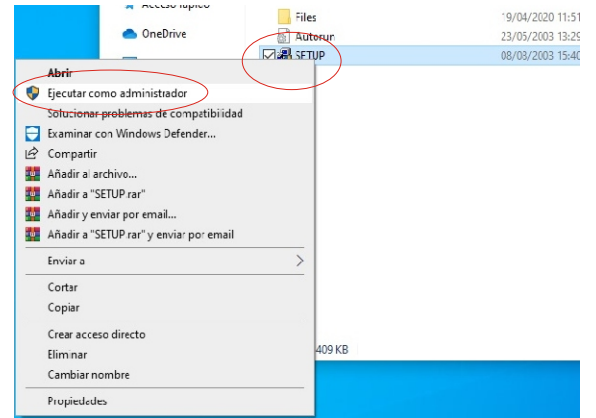 Acceso rápido
OneDrive
Files 19/04/2020 11:51
Autorun 23/05/2003 13:29
SETUP 08/03/2003 15:40
Abrir
Ejecutar como administrador
Solucionar problemas de compatibilidad
Examinar con Windows Defender...
Compartir
Añadir al archivo...
Añadir a "SETUP.rar"
Añadir y enviar por email...
Añadir a "SETUP.rar" y enviar por email
Enviar a
Cortar
Copiar
Crear acceso directo
409 KB
Eliminar
Cambiar nombre
Propiedades